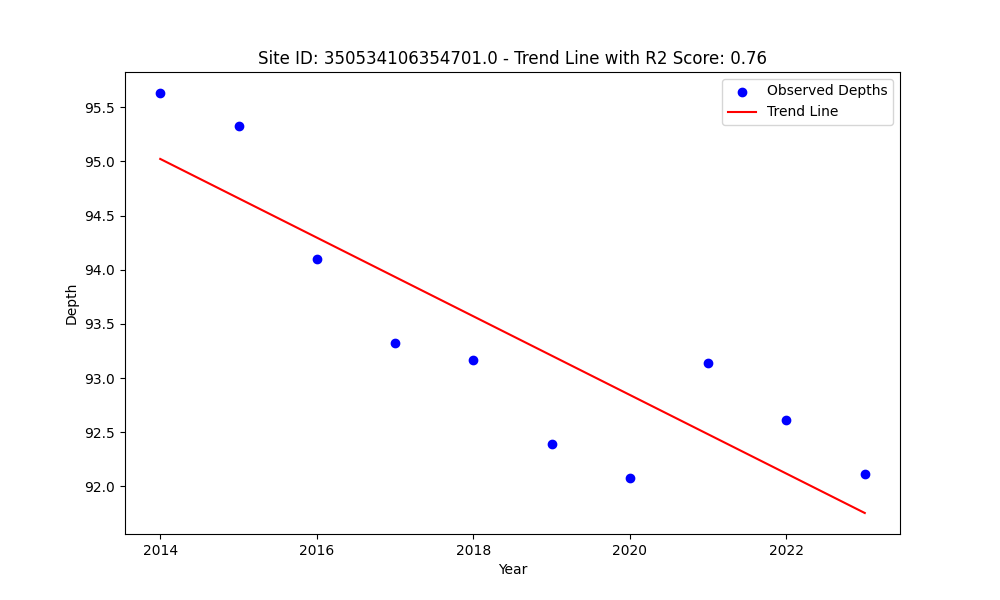 Site ID: 350534106354701.0 - Trend Line with R2 Score: 0.76
Observed Depths
Trend Line
95.5
95.0
94.5
94.0
93.5
93.0
92.5
92.0
Depth
2014
2016
2018
2020
2022
Year